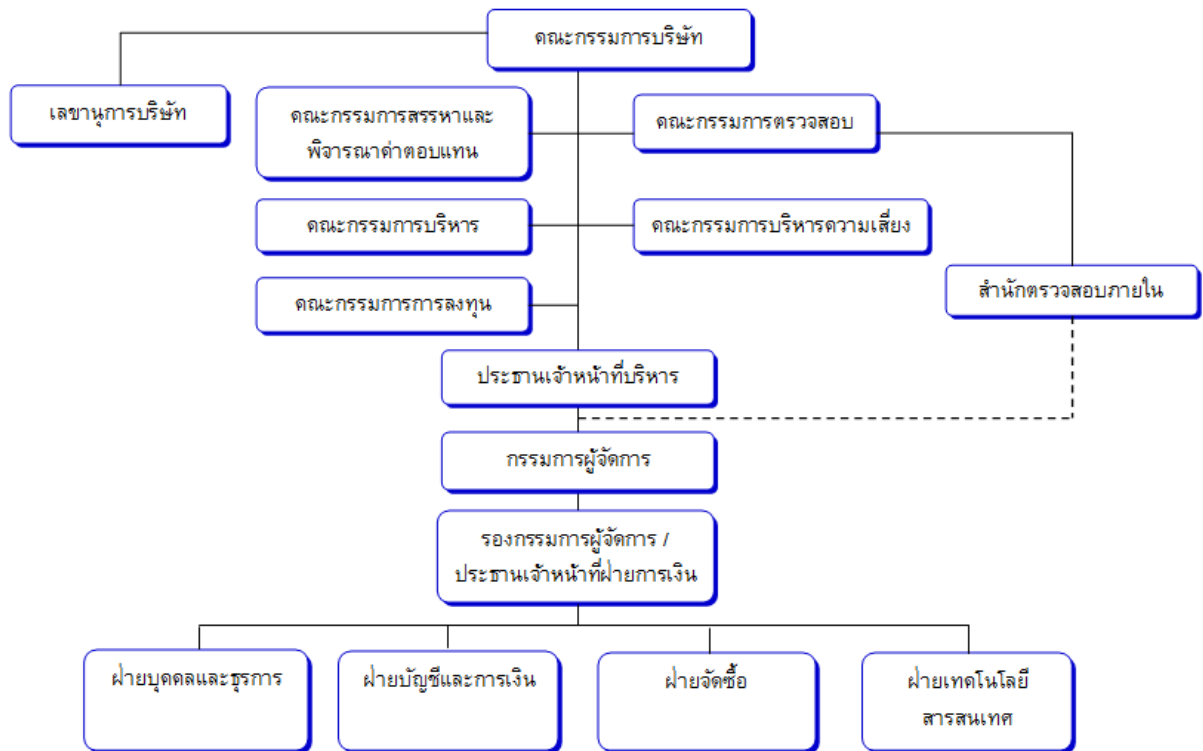 คณะกรรมการบริษัท
เลขานุการบริษัท
คณะกรรมการสรรหาและ
พิจารณาค่าตอบแทน
คณะกรรมการตรวจสอบ
คณะกรรมการบริหาร
คณะกรรมการบริหารความเสี่ยง
คณะกรรมการการลงทุน
สำนักตรวจสอบภายใน
ประธานเจ้าหน้าที่บริหาร
กรรมการผู้จัดการ
รองกรรมการผู้จัดการ /
ประธานเจ้าหน้าที่ฝ่ายการเงิน
ฝ่ายบุคคลและธุรการ
ฝ่ายบัญชีและการเงิน
ฝ่ายจัดซื้อ
ฝ่ายเทคโนโลยี
สารสนเทศ